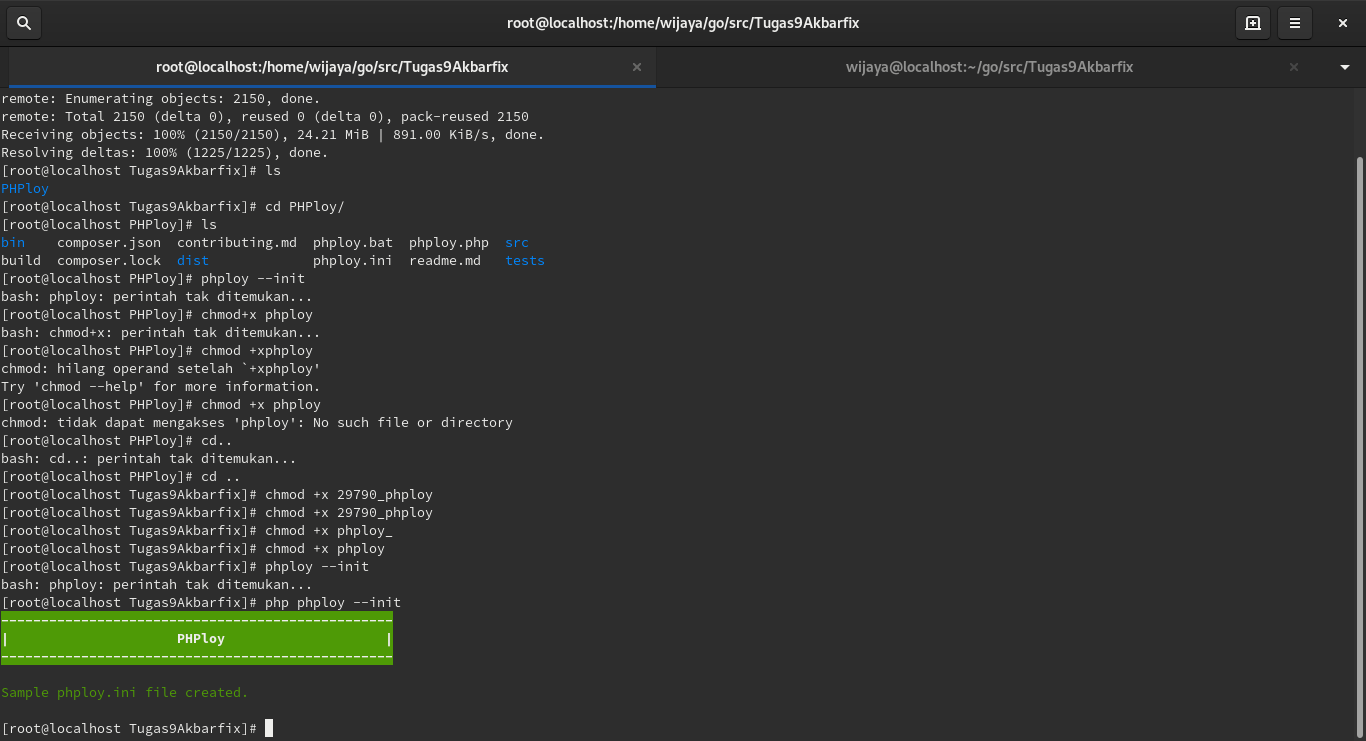 root@localhost:/home/wijaya/go/src/Tugas9Akbarfix
root@localhost:/home/wijaya/go/src/Tugas9Akbarfix
wijaya@localhost:~/go/src/Tugas9Akbarfix
remote: Enumerating objects: 2150, done.
remote: Total 2150 (delta 0), reused 0 (delta 0), pack-reused 2150
Receiving objects: 100% (2150/2150), 24.21 MiB | 891.00 KiB/s, done.
Resolving deltas: 100% (1225/1225), done.
[root@localhost Tugas9Akbarfix]# ls
PHPloy
[root@localhost Tugas9Akbarfix]# cd PHPloy/
[root@localhost PHPloy]# ls
bin    composer.json  contributing.md  phploy.bat  phploy.php  src
build  composer.lock  dist             phploy.ini  readme.md   tests
[root@localhost PHPloy]# phploy --init
bash: phploy: perintah tak ditemukan...
[root@localhost PHPloy]# chmod+x phploy
bash: chmod+x: perintah tak ditemukan...
[root@localhost PHPloy]# chmod +xphploy
chmod: hilang operand setelah `+xphploy'
Try 'chmod --help' for more information.
[root@localhost PHPloy]# chmod +x phploy
chmod: tidak dapat mengakses 'phploy': No such file or directory
[root@localhost PHPloy]# cd..
bash: cd..: perintah tak ditemukan...
[root@localhost PHPloy]# cd ..
[root@localhost Tugas9Akbarfix]# chmod +x 29790_phploy
[root@localhost Tugas9Akbarfix]# chmod +x 29790_phploy
[root@localhost Tugas9Akbarfix]# chmod +x phploy_
[root@localhost Tugas9Akbarfix]# chmod +x phploy
[root@localhost Tugas9Akbarfix]# phploy --init
bash: phploy: perintah tak ditemukan...
[root@localhost Tugas9Akbarfix]# php phploy --init
-------------------------------------------------
|                     PHPloy                    |
-------------------------------------------------
Sample phploy.ini file created.
[root@localhost Tugas9Akbarfix]#